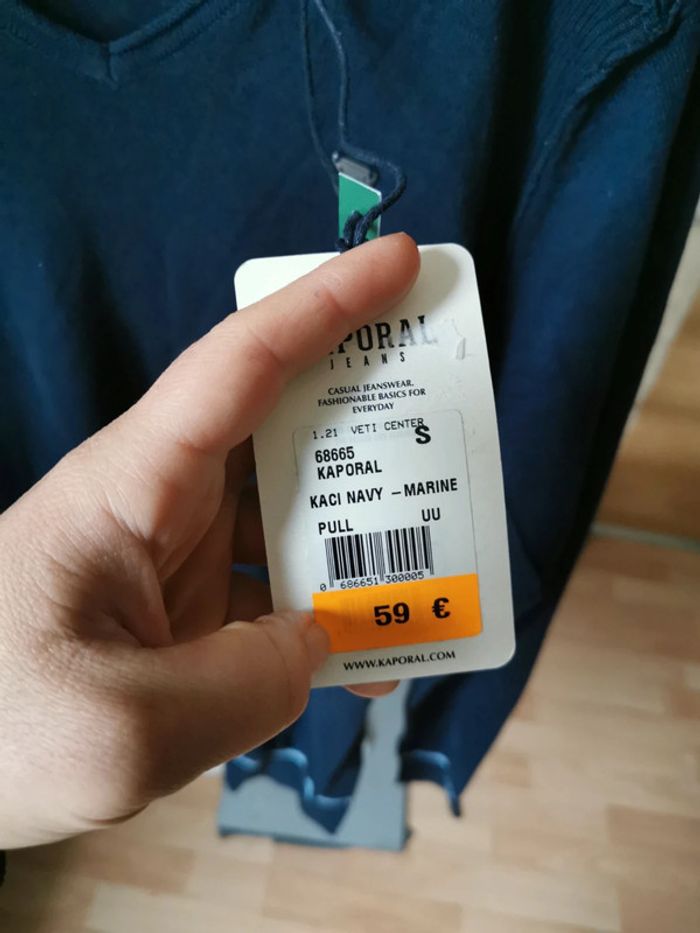 PORAL
JEANS
CASUAL JEANSWEAR.
FASHIONABLE BASICS FOR
EVERYDAY
1.21 VETI CENTER
S
68665
KAPORAL
KACI NAVY – MARINE
PULL UU
0 686651 300005
59 €
WWW.KAPORAL.COM